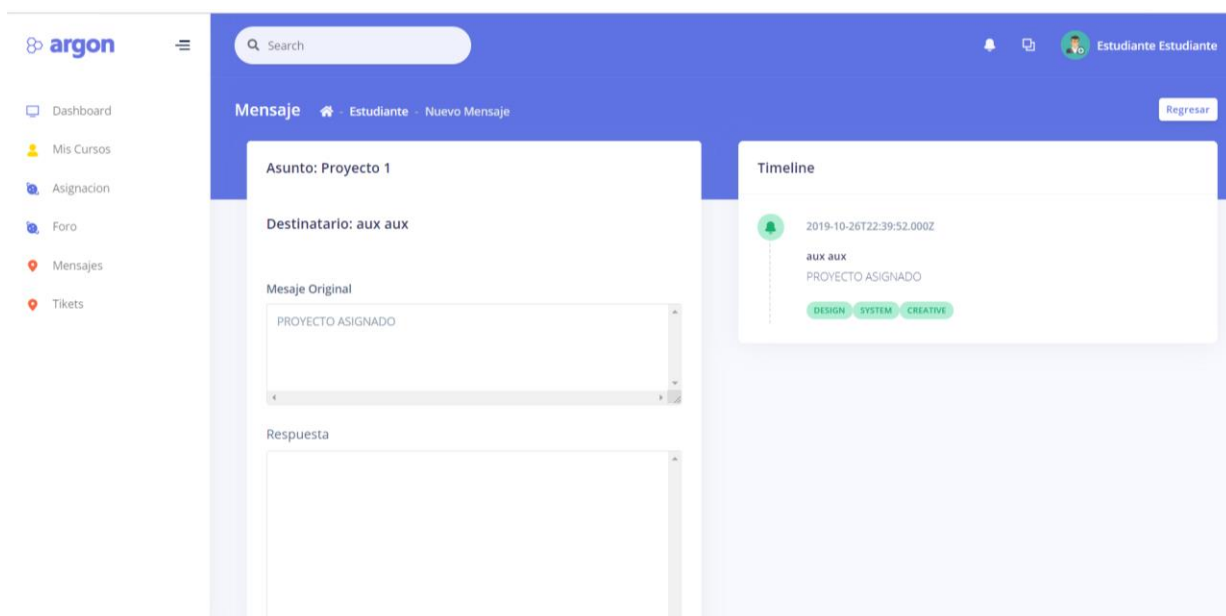 argon
Search
Estudiante Estudiante
Dashboard
Mis Cursos
Asignacion
Foro
Mensajes
Tikets
Mensaje - Estudiante - Nuevo Mensaje
Regresar
Asunto: Proyecto 1
Destinatario: aux aux
Mesaje Original
PROYECTO ASIGNADO
Respuesta
Timeline
2019-10-26T22:39:52.000Z
aux aux
PROYECTO ASIGNADO
DESIGN SYSTEM CREATIVE